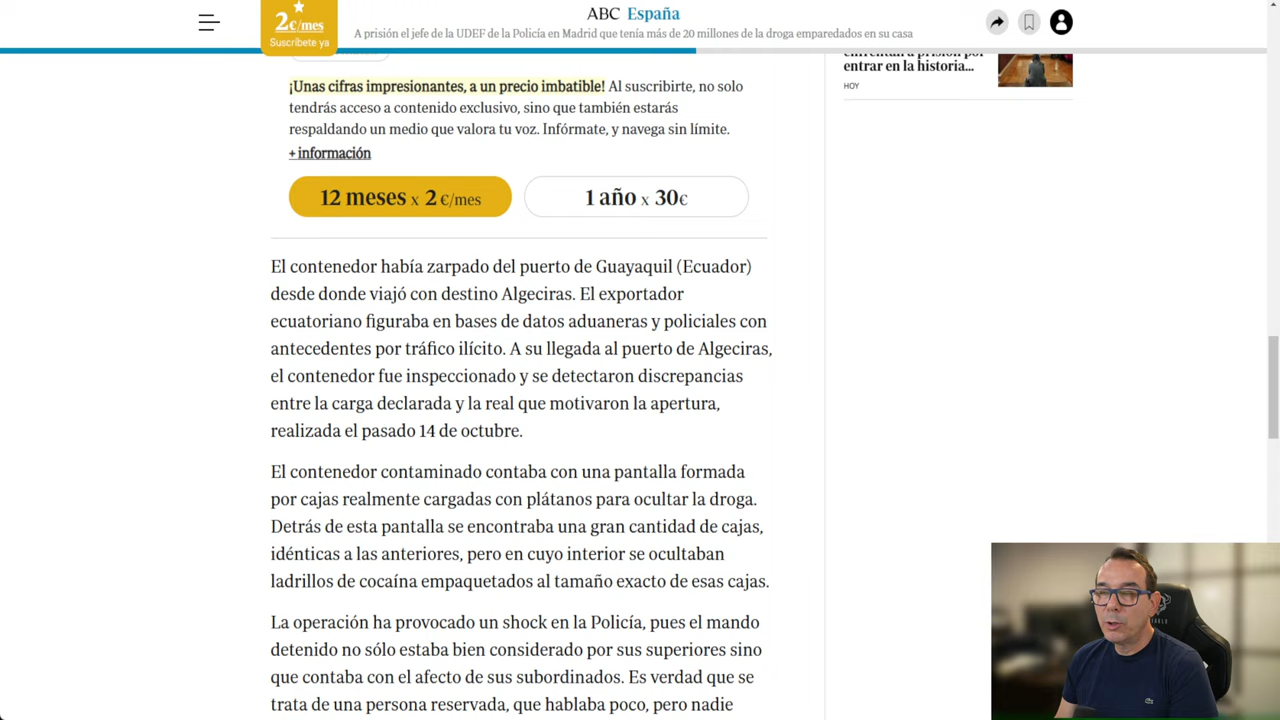 2€/mes
Suscríbete ya
ABC España
A prisión el jefe de la UDEF de la Policía en Madrid que tenía más de 20 millones de la droga emparedados en su casa
entrar en la historia...
HOY
¡Unas cifras impresionantes, a un precio imbatible! Al suscribirte, no solo
tendrás acceso a contenido exclusivo, sino que también estarás
respaldando un medio que valora tu voz. Infórmate, y navega sin límite.
+ información
12 meses x 2 €/mes
1 año x 30€
El contenedor había zarpado del puerto de Guayaquil (Ecuador)
desde donde viajó con destino Algeciras. El exportador
ecuatoriano figuraba en bases de datos aduaneras y policiales con
antecedentes por tráfico ilícito. A su llegada al puerto de Algeciras,
el contenedor fue inspeccionado y se detectaron discrepancias
entre la carga declarada y la real que motivaron la apertura,
realizada el pasado 14 de octubre.
El contenedor contaminado contaba con una pantalla formada
por cajas realmente cargadas con plátanos para ocultar la droga.
Detrás de esta pantalla se encontraba una gran cantidad de cajas,
idénticas a las anteriores, pero en cuyo interior se ocultaban
ladrillos de cocaína empaquetados al tamaño exacto de esas cajas.
La operación ha provocado un shock en la Policía, pues el mando
detenido no sólo estaba bien considerado por sus superiores sino
que contaba con el afecto de sus subordinados. Es verdad que se
trata de una persona reservada, que hablaba poco, pero nadie